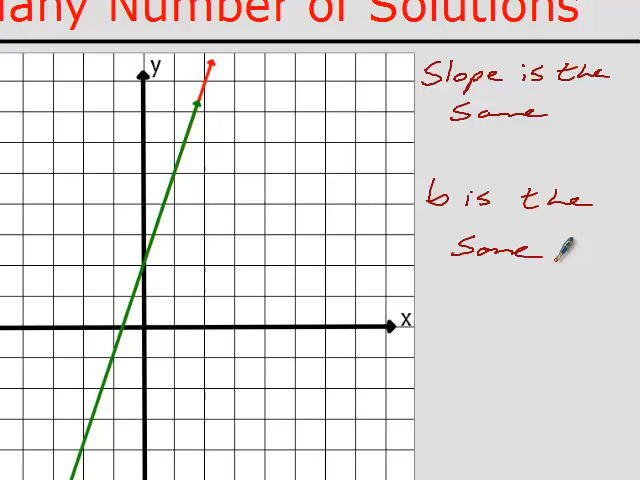 any Number of Solutions
y
Slope is the
Same
b is the
Same
x